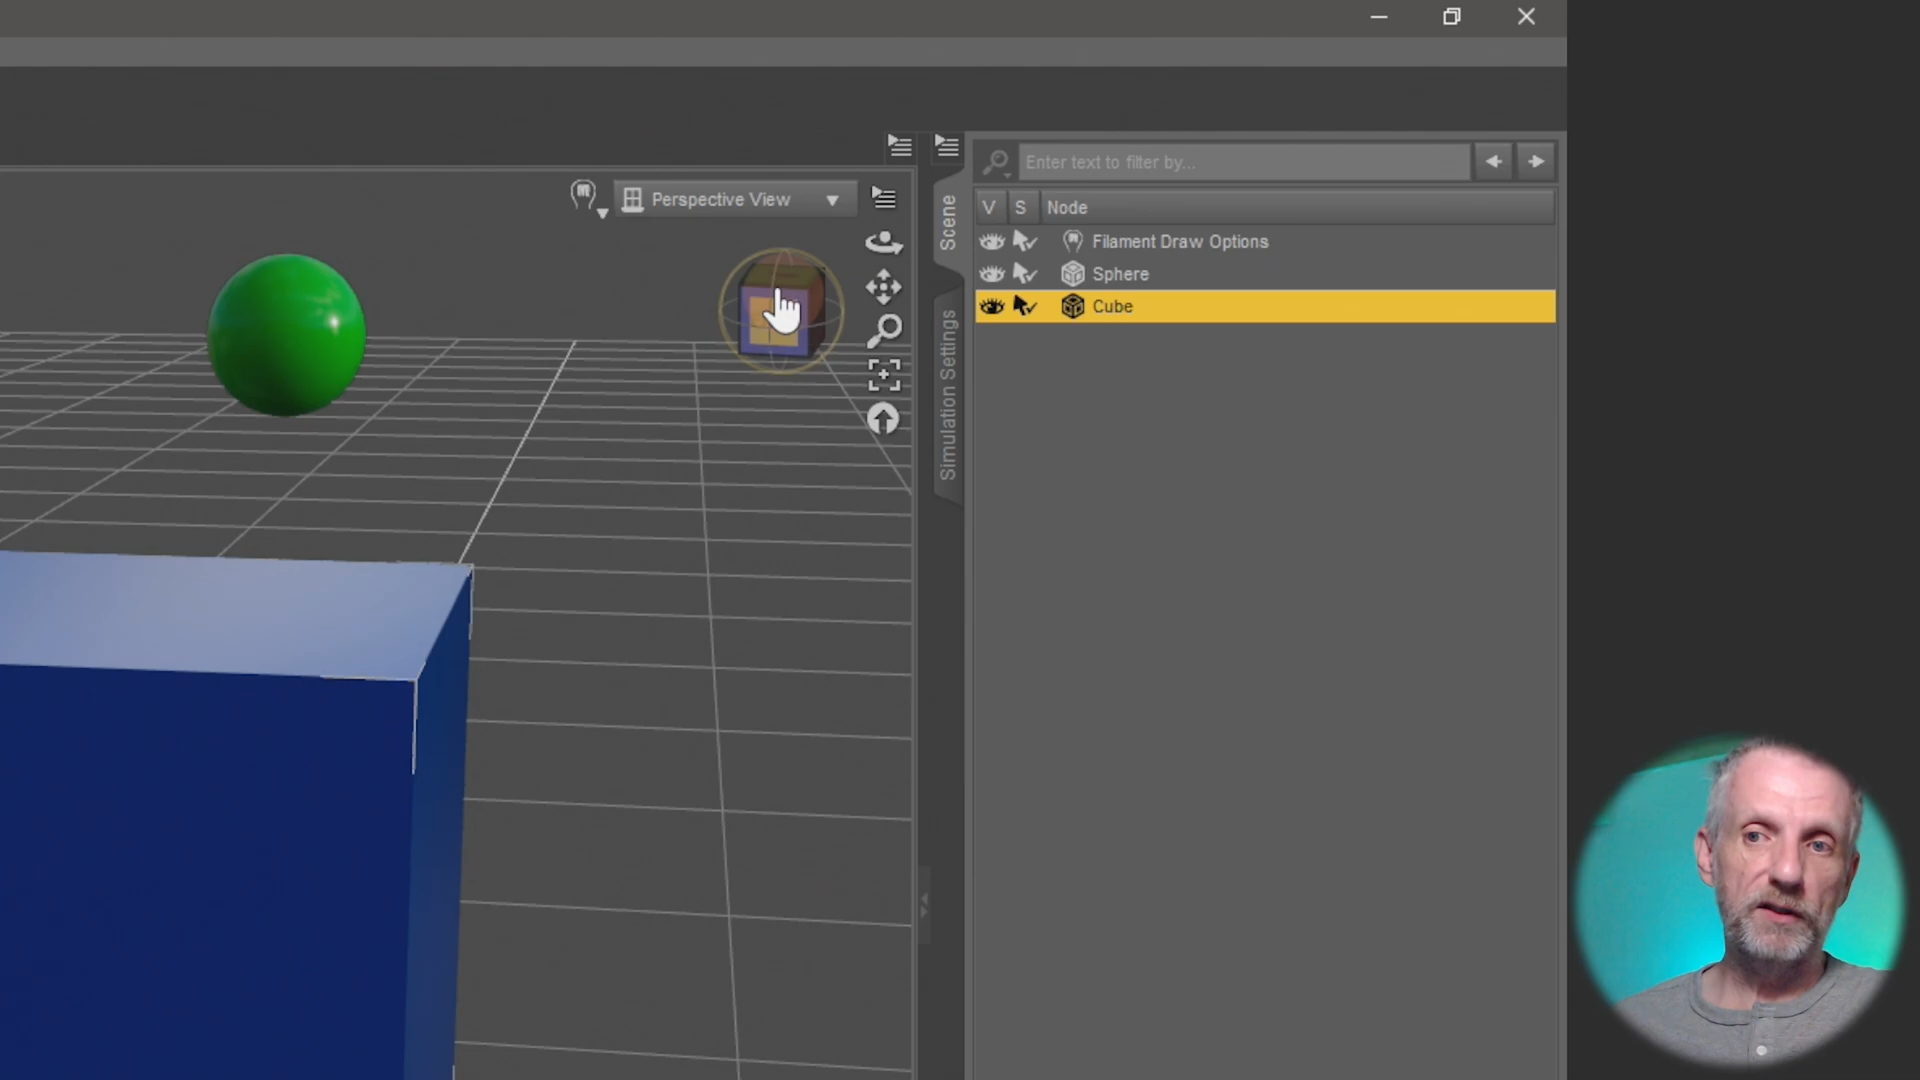 Perspective View
Scene
Simulation Settings
Enter text to filter by...
V S Node
Filament Draw Options
Sphere
Cube